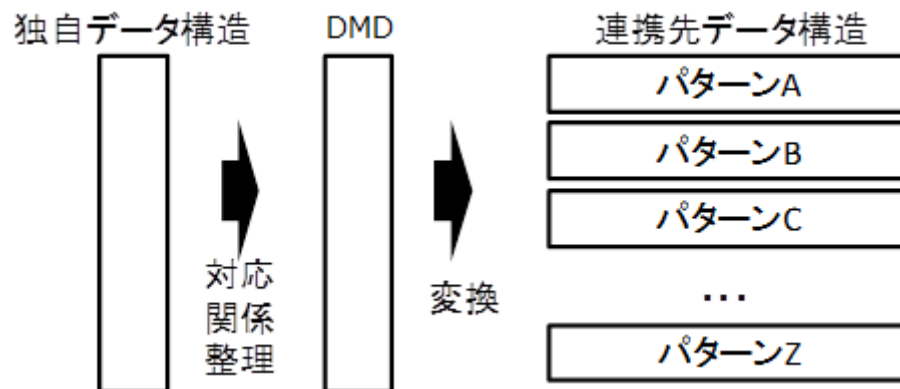 独自データ構造
DMD
連携先データ構造
パターンA
パターンB
パターンC
対応
関係
整理
変換
...
パターンZ